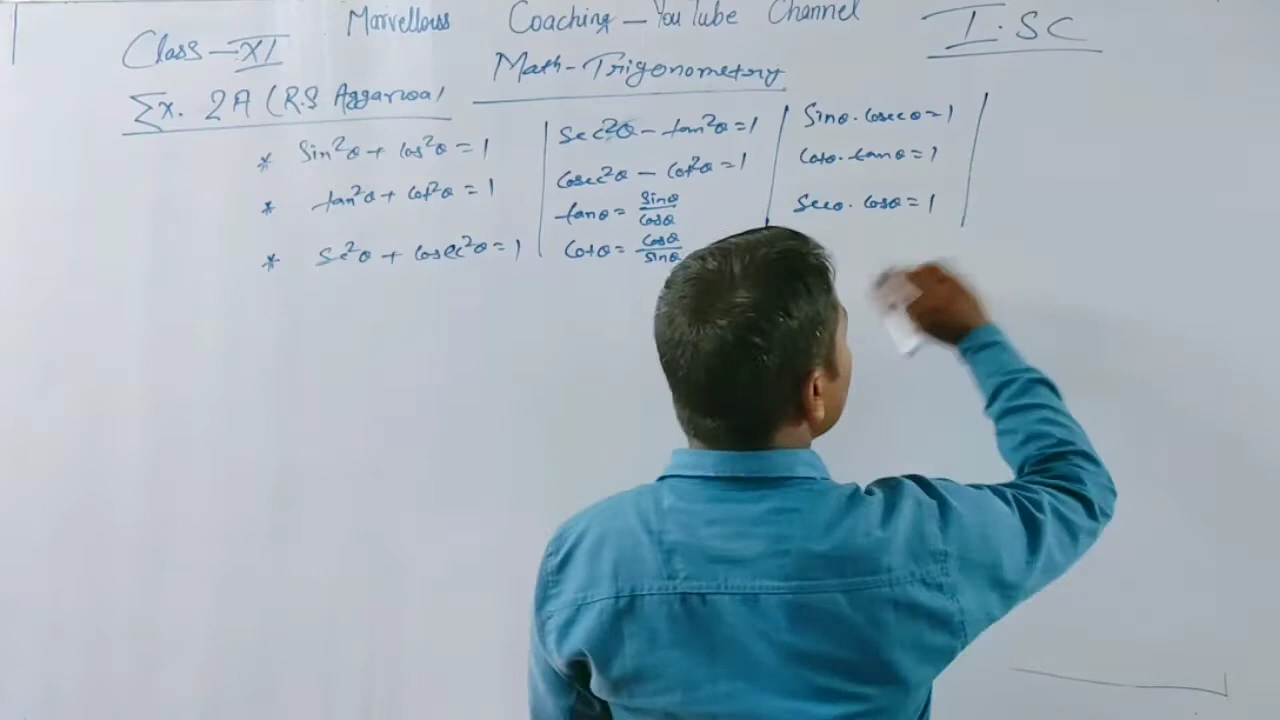 Marvellous Coaching - YouTube Channel
I.SC
Class - XI
Math - Trigonometry
Ex. 2A (R.S Aggarwal
* Sin²θ + Cos²θ = 1
* tan²θ + Cot²θ = 1
* Sec²θ + Cosec²θ = 1
Sec²θ - tan²θ = 1
Cosec²θ - Cot²θ = 1
tanθ = Sinθ/Cosθ
Cotθ = Cosθ/Sinθ
Sinθ. Cosecθ = 1
Cotθ. tanθ = 1
Secθ. Cosθ = 1